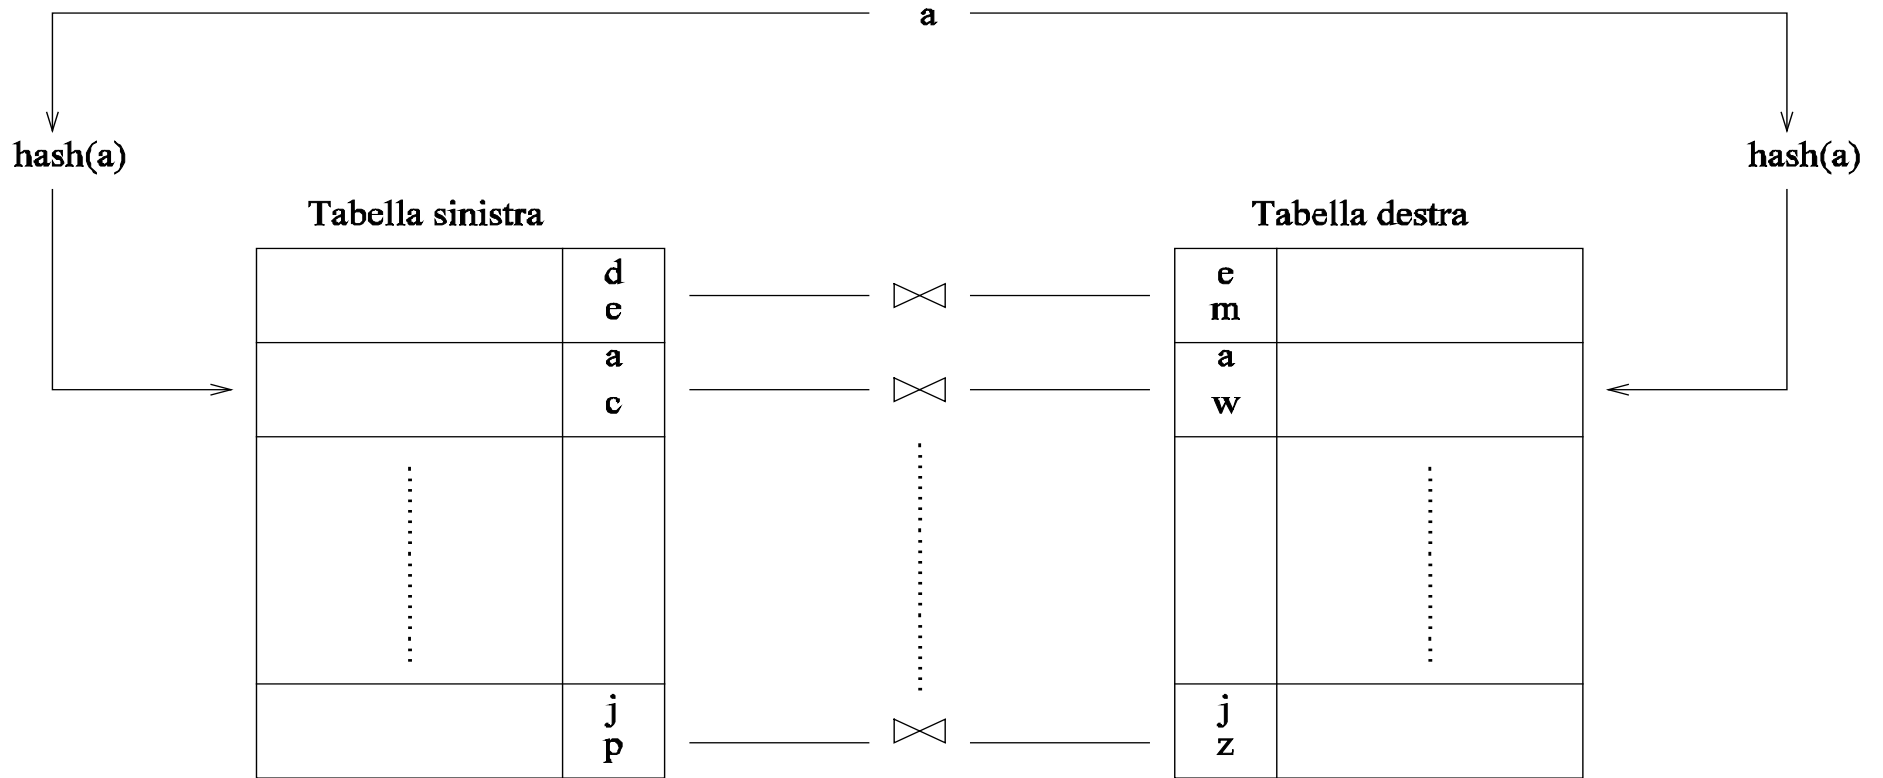 a
hash(a)
hash(a)
Tabella sinistra
Tabella destra
d
e
e
m
a
a
c
w
j
j
p
z